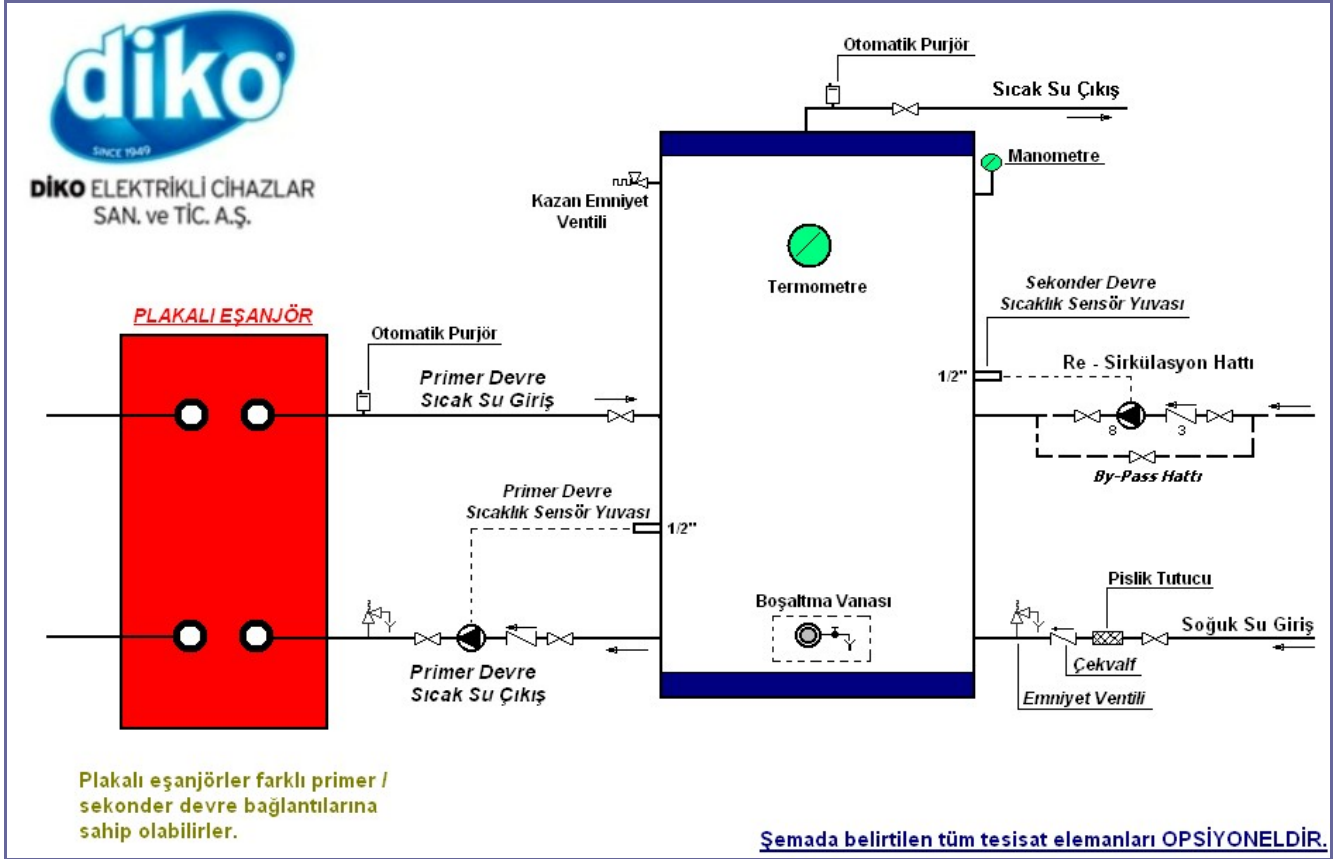 diko
SINCE 1949
DİKO ELEKTRİKLİ CİHAZLAR
SAN. ve TİC. A.Ş.
Otomatik Purjör
Sıcak Su Çıkış
Manometre
Kazan Emniyet
Ventili
Termometre
Sekonder Devre
Sıcaklık Sensör Yuvası
1/2"
Re - Sirkülasyon Hattı
8
3
By-Pass Hattı
PLAKALI EŞANJÖR
Otomatik Purjör
Primer Devre
Sıcak Su Giriş
Primer Devre
Sıcaklık Sensör Yuvası
1/2"
Primer Devre
Sıcak Su Çıkış
Boşaltma Vanası
Pislik Tutucu
Soğuk Su Giriş
Çekvalf
Emniyet Ventili
Plakalı eşanjörler farklı primer /
sekonder devre bağlantılarına
sahip olabilirler.
Şemada belirtilen tüm tesisat elemanları OPSİYONELDİR.